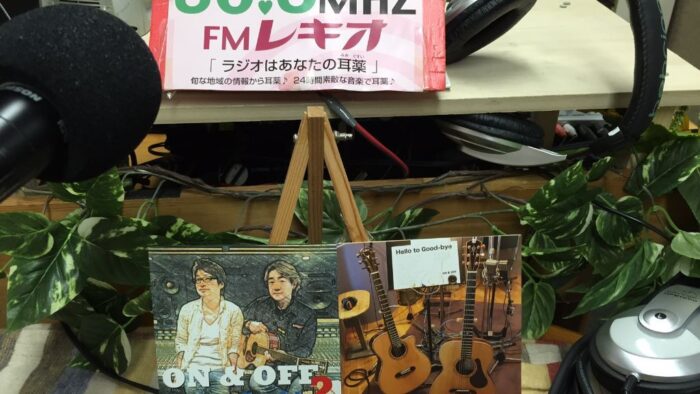 MHz
FMレキオ
「ラジオはあなたの耳薬」
旬な地域の情報から耳薬♪ 24時間素敵な音楽で耳薬♪
Hello to Good-bye
ON & OFF
2